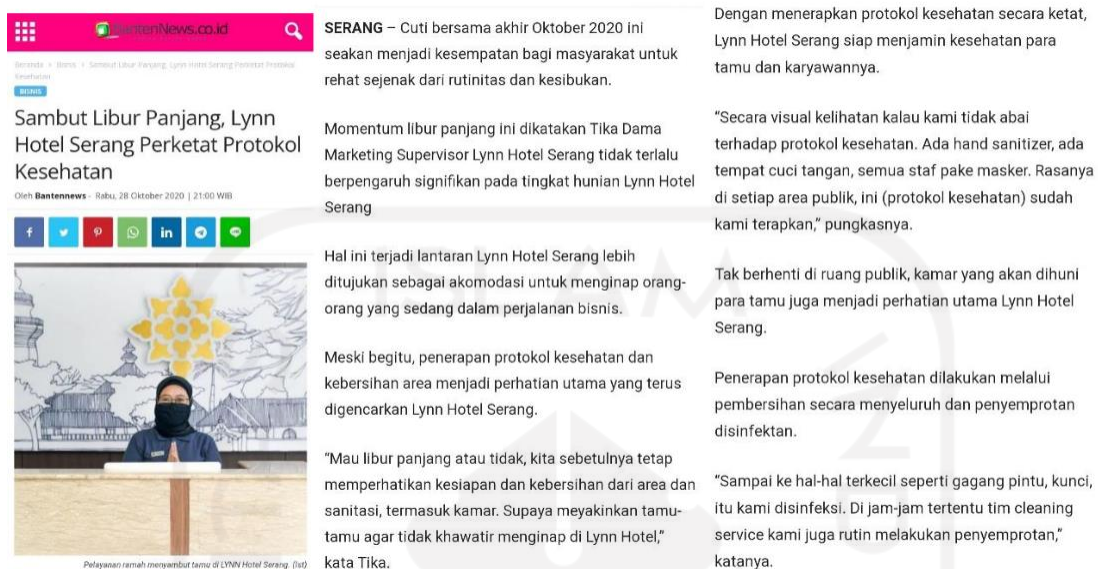 BantenNews.co.id
Beranda › Bisnis › Sambut Libur Panjang, Lynn Hotel Serang Perketat Protokol
Kesehatan
BISNIS
Sambut Libur Panjang, Lynn
Hotel Serang Perketat Protokol
Kesehatan
Oleh Bantennews - Rabu, 28 Oktober 2020 | 21:00 WIB
Pelayanan ramah menyambut tamu di LYNN Hotel Serang. (Ist)
SERANG – Cuti bersama akhir Oktober 2020 ini
seakan menjadi kesempatan bagi masyarakat untuk
rehat sejenak dari rutinitas dan kesibukan.
Momentum libur panjang ini dikatakan Tika Dama
Marketing Supervisor Lynn Hotel Serang tidak terlalu
berpengaruh signifikan pada tingkat hunian Lynn Hotel
Serang
Hal ini terjadi lantaran Lynn Hotel Serang lebih
ditujukan sebagai akomodasi untuk menginap orang-
orang yang sedang dalam perjalanan bisnis.
Meski begitu, penerapan protokol kesehatan dan
kebersihan area menjadi perhatian utama yang terus
digencarkan Lynn Hotel Serang.
“Mau libur panjang atau tidak, kita sebetulnya tetap
memperhatikan kesiapan dan kebersihan dari area dan
sanitasi, termasuk kamar. Supaya meyakinkan tamu-
tamu agar tidak khawatir menginap di Lynn Hotel,”
kata Tika.
Dengan menerapkan protokol kesehatan secara ketat,
Lynn Hotel Serang siap menjamin kesehatan para
tamu dan karyawannya.
“Secara visual kelihatan kalau kami tidak abai
terhadap protokol kesehatan. Ada hand sanitizer, ada
tempat cuci tangan, semua staf pake masker. Rasanya
di setiap area publik, ini (protokol kesehatan) sudah
kami terapkan,” pungkasnya.
Tak berhenti di ruang publik, kamar yang akan dihuni
para tamu juga menjadi perhatian utama Lynn Hotel
Serang.
Penerapan protokol kesehatan dilakukan melalui
pembersihan secara menyeluruh dan penyemprotan
disinfektan.
“Sampai ke hal-hal terkecil seperti gagang pintu, kunci,
itu kami disinfeksi. Di jam-jam tertentu tim cleaning
service kami juga rutin melakukan penyemprotan,”
katanya.
ISLAM